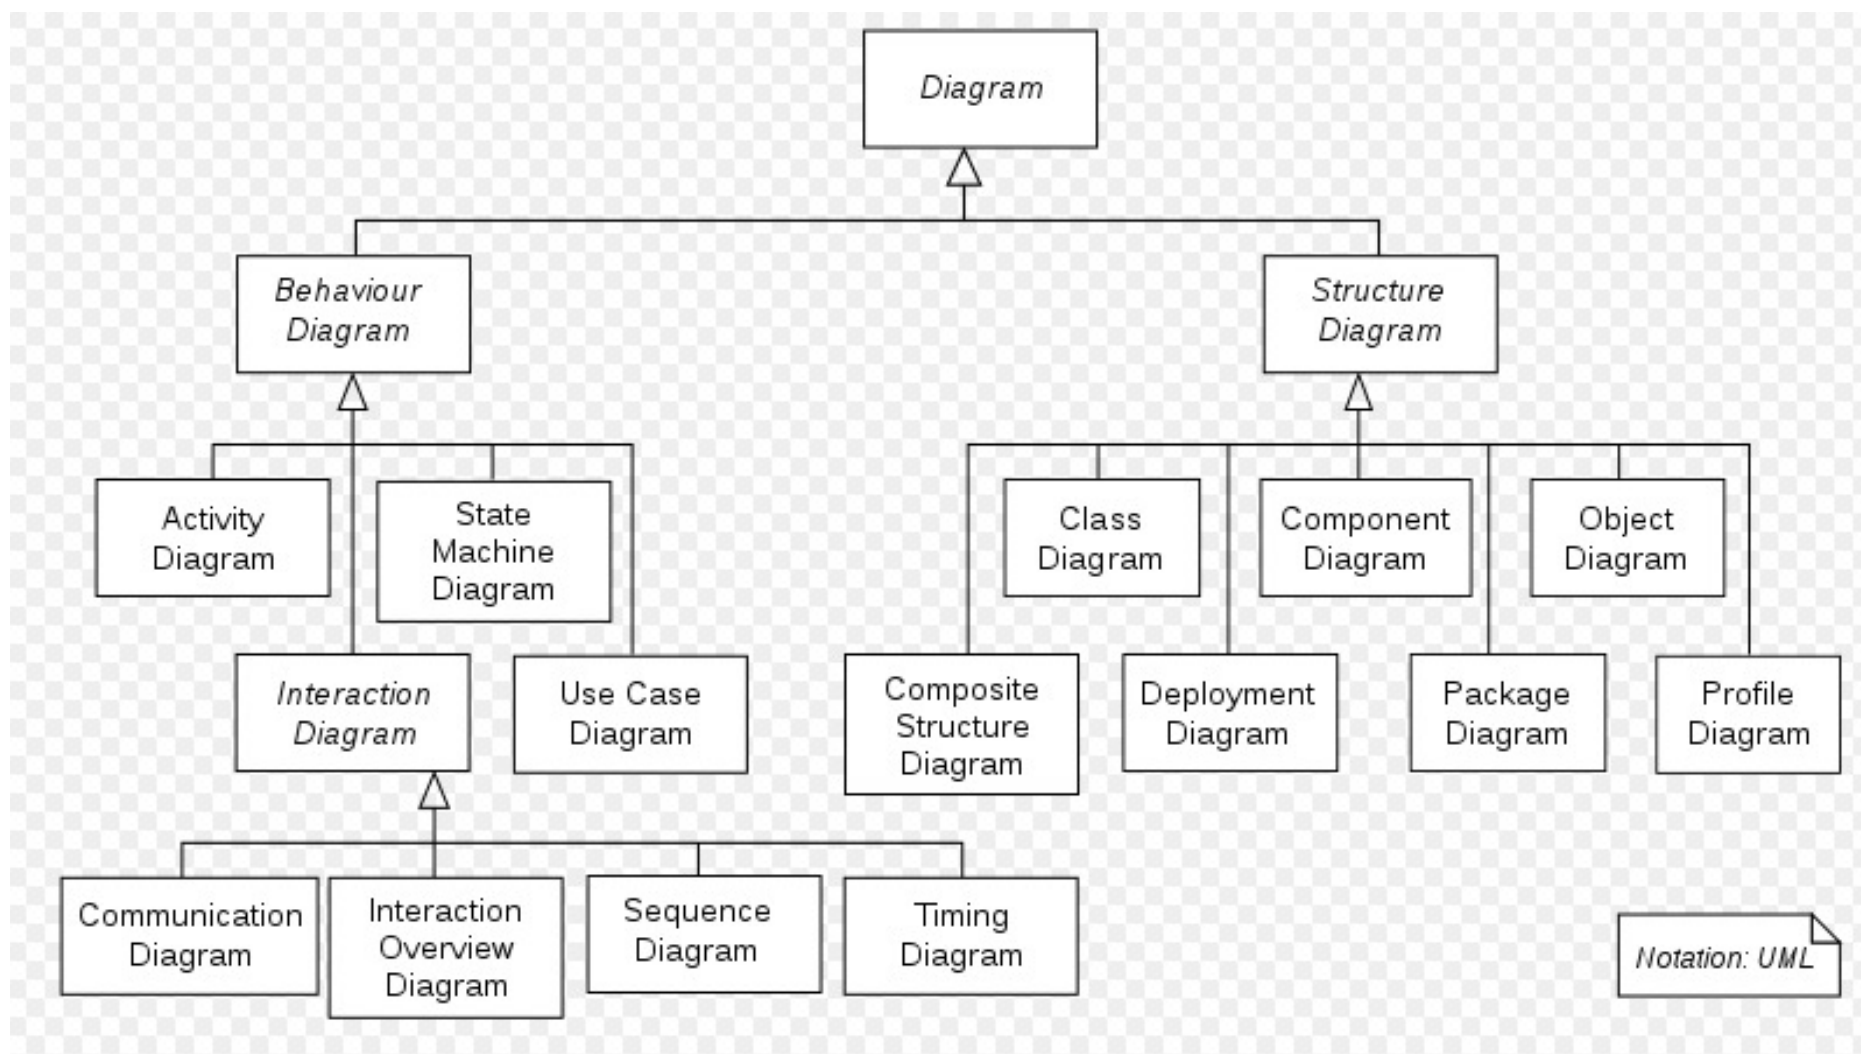 Diagram
Behaviour
Diagram
Structure
Diagram
Activity
Diagram
State
Machine
Diagram
Class
Diagram
Component
Diagram
Object
Diagram
Interaction
Diagram
Use Case
Diagram
Composite
Structure
Diagram
Deployment
Diagram
Package
Diagram
Profile
Diagram
Communication
Diagram
Interaction
Overview
Diagram
Sequence
Diagram
Timing
Diagram
Notation: UML